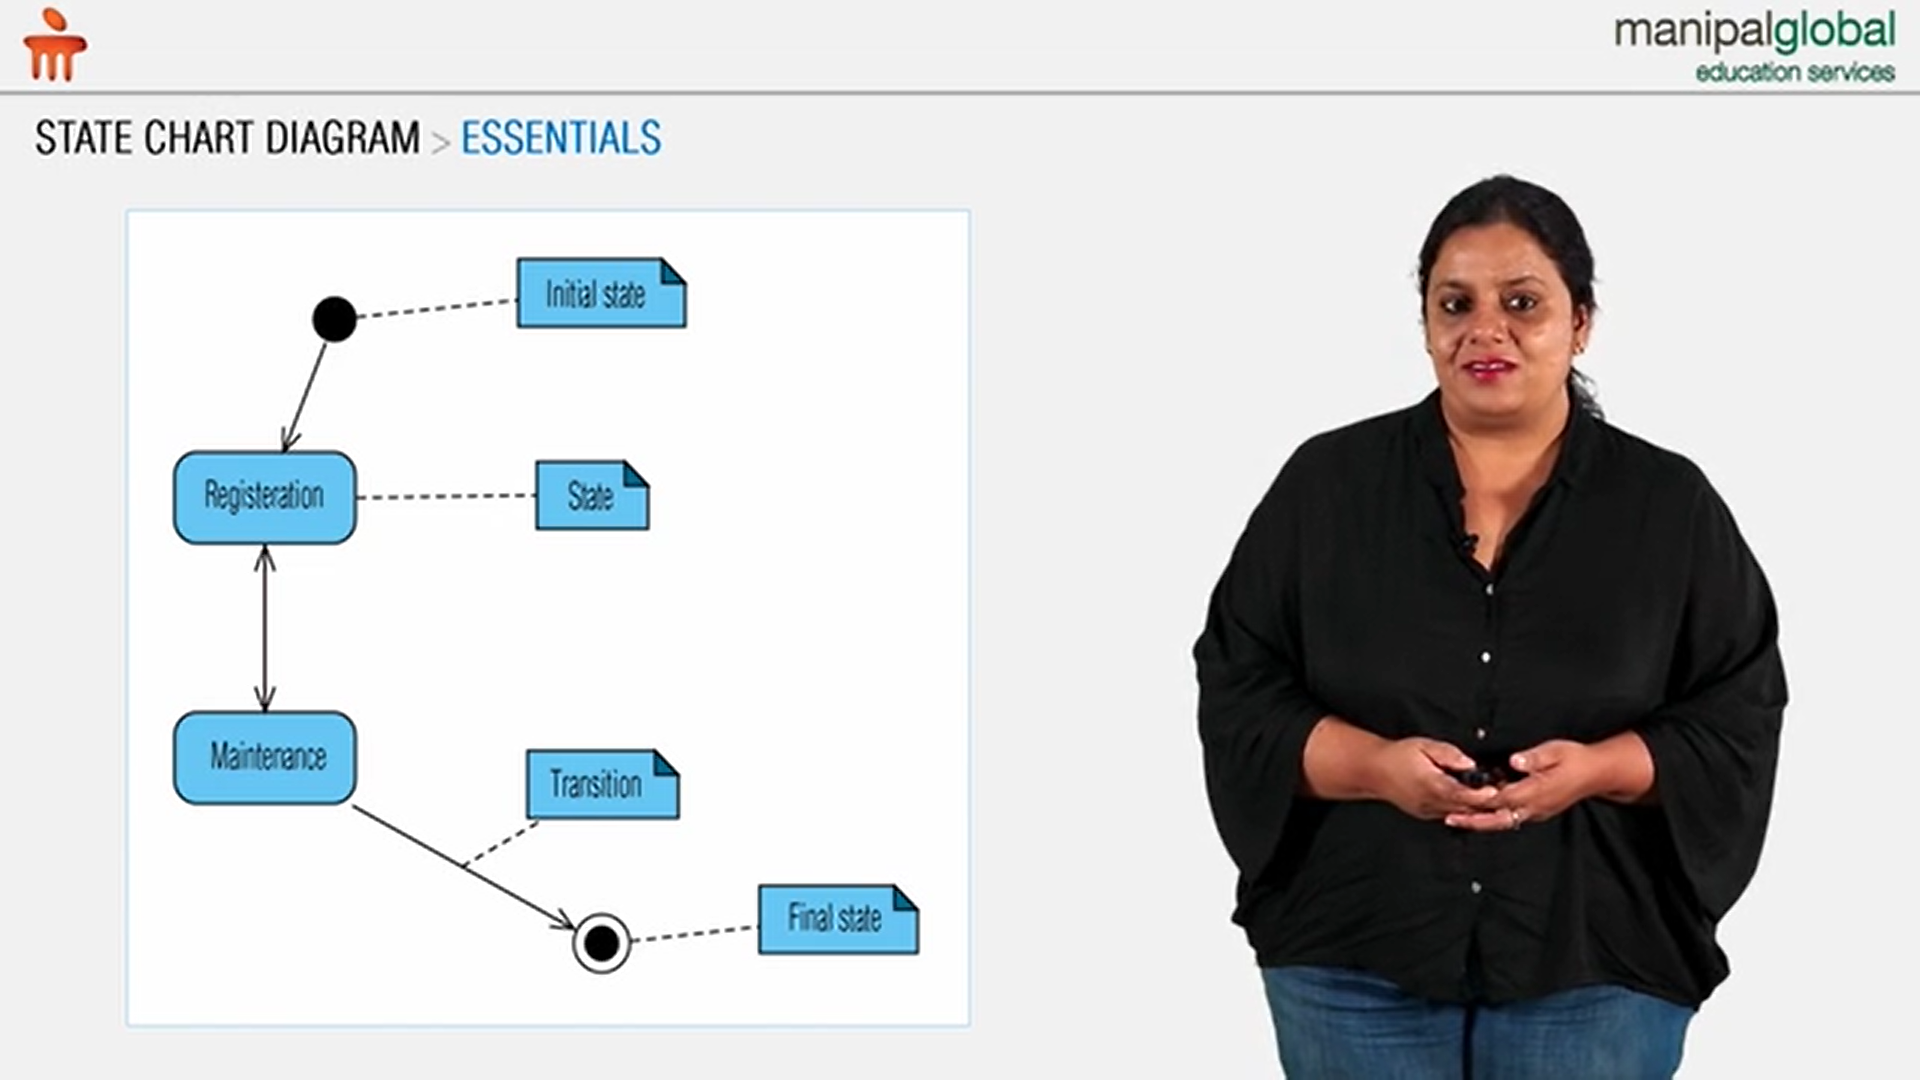 manipalglobal
education services
STATE CHART DIAGRAM > ESSENTIALS
Initial state
Registeration
State
Maintenance
Transition
Final state